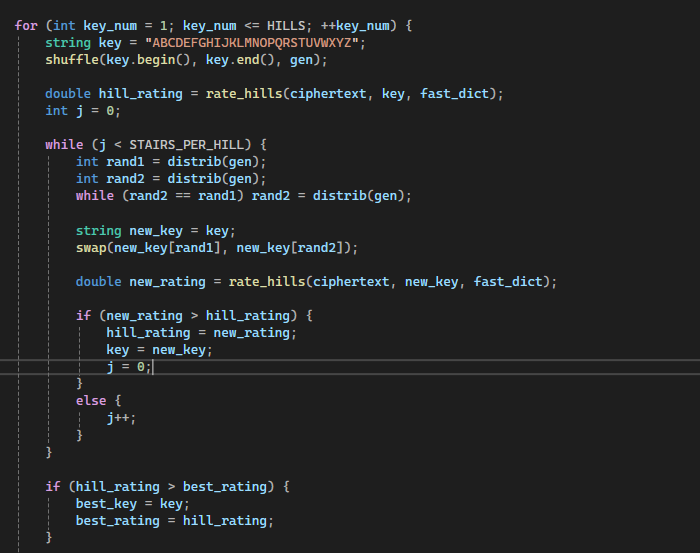 for (int key_num = 1; key_num <= HILLS; ++key_num) {
string key = "ABCDEFGHIJKLMNOPQRSTUVWXYZ";
shuffle(key.begin(), key.end(), gen);
double hill_rating = rate_hills(ciphertext, key, fast_dict);
int j = 0;
while (j < STAIRS_PER_HILL) {
int rand1 = distrib(gen);
int rand2 = distrib(gen);
while (rand2 == rand1) rand2 = distrib(gen);
string new_key = key;
swap(new_key[rand1], new_key[rand2]);
double new_rating = rate_hills(ciphertext, new_key, fast_dict);
if (new_rating > hill_rating) {
hill_rating = new_rating;
key = new_key;
j = 0;
}
else {
j++;
}
}
if (hill_rating > best_rating) {
best_key = key;
best_rating = hill_rating;
}